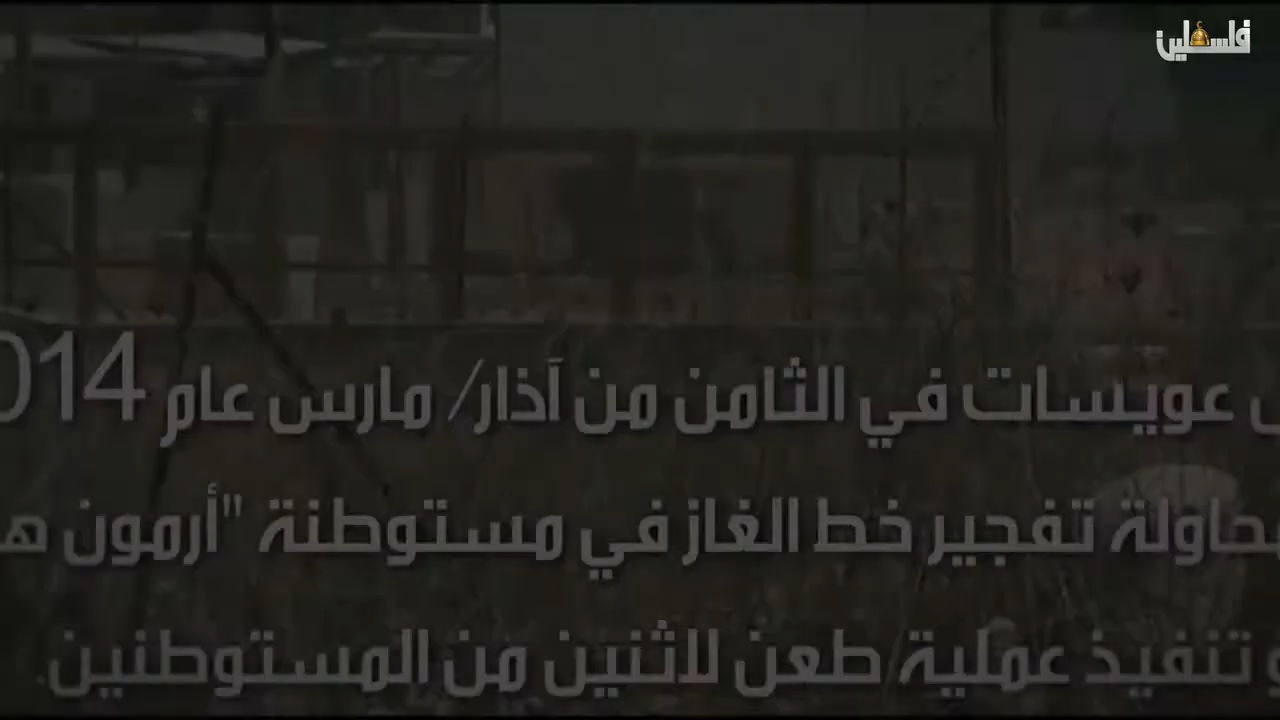 فلسطين
عويسات في الثامن من آذار/ مارس عام 2014
محاولة تفجير خط الغاز في مستوطنة "أرمون
و تنفيذ عملية طعن لاثنين من المستوطنين.